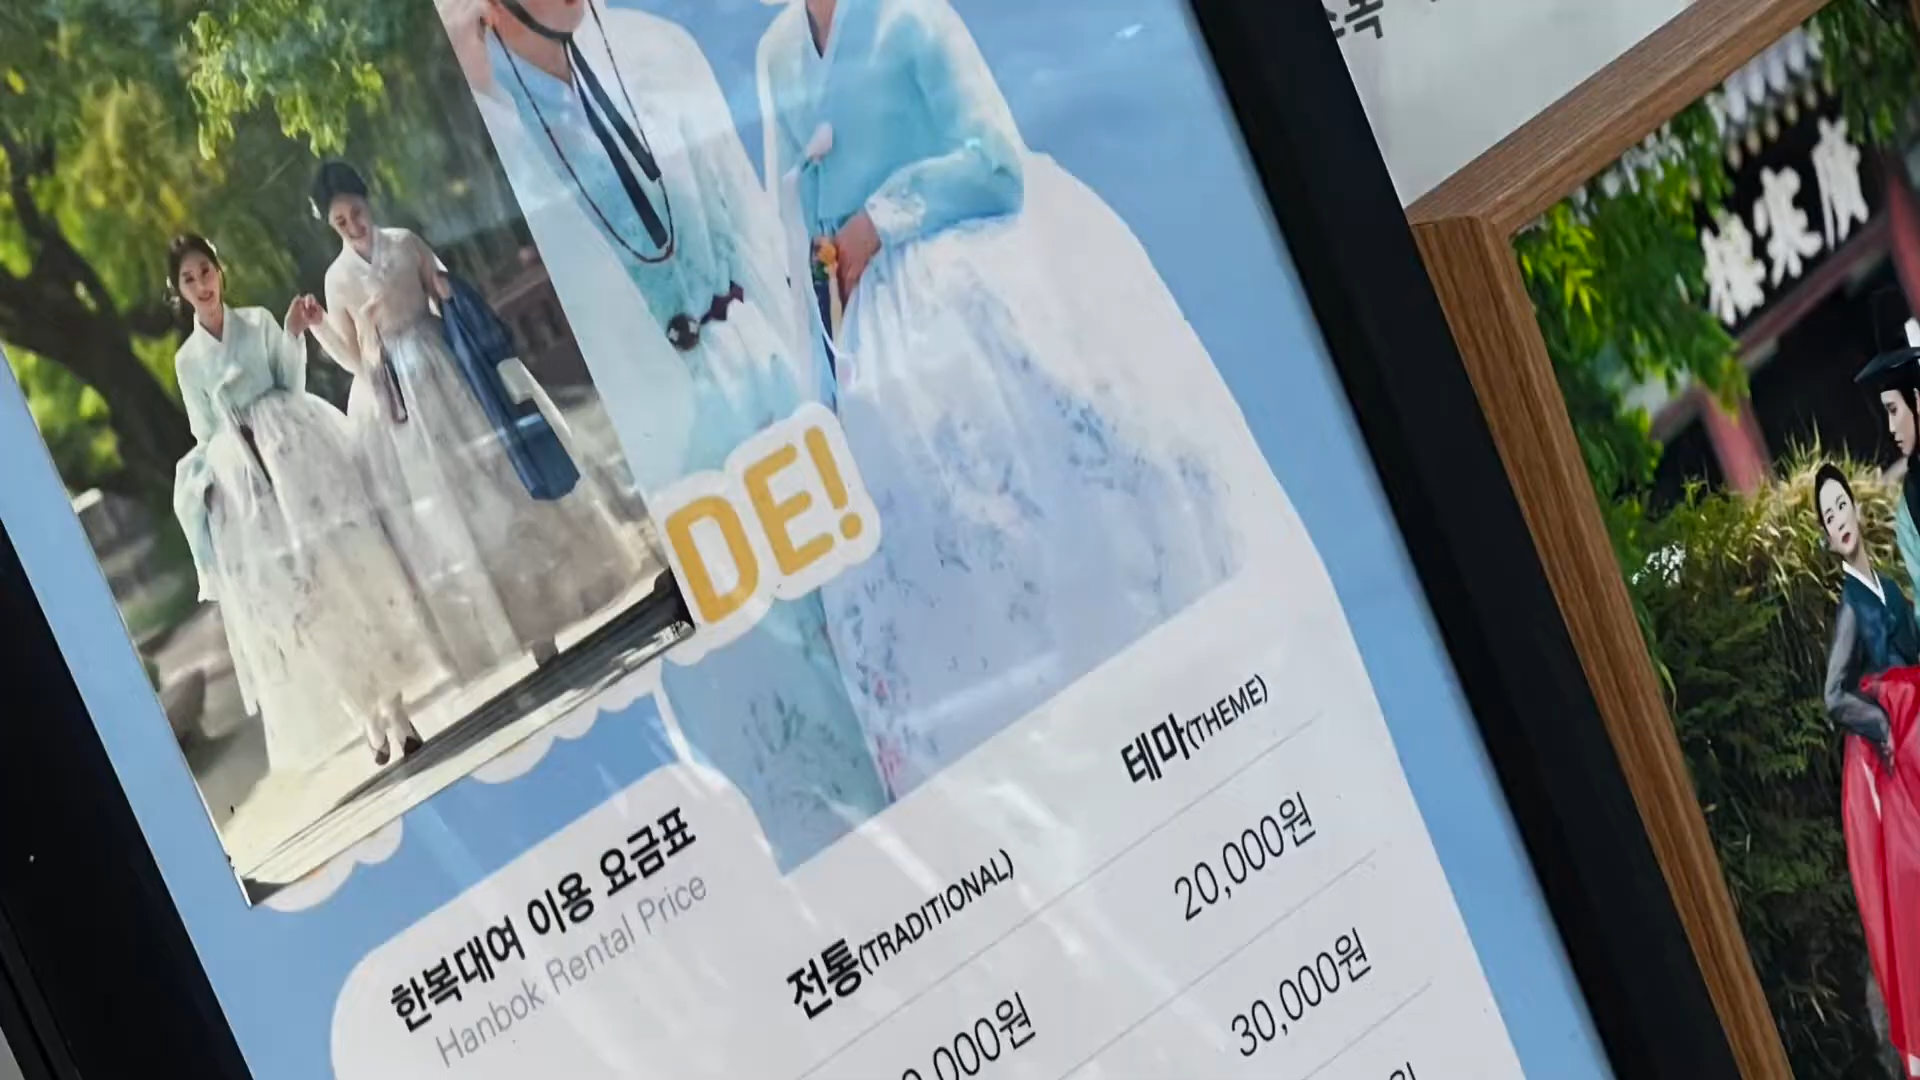 DE!
한복대여 이용 요금표
Hanbok Rental Price
전통(TRADITIONAL)
테마(THEME)
20,000원
30,000원